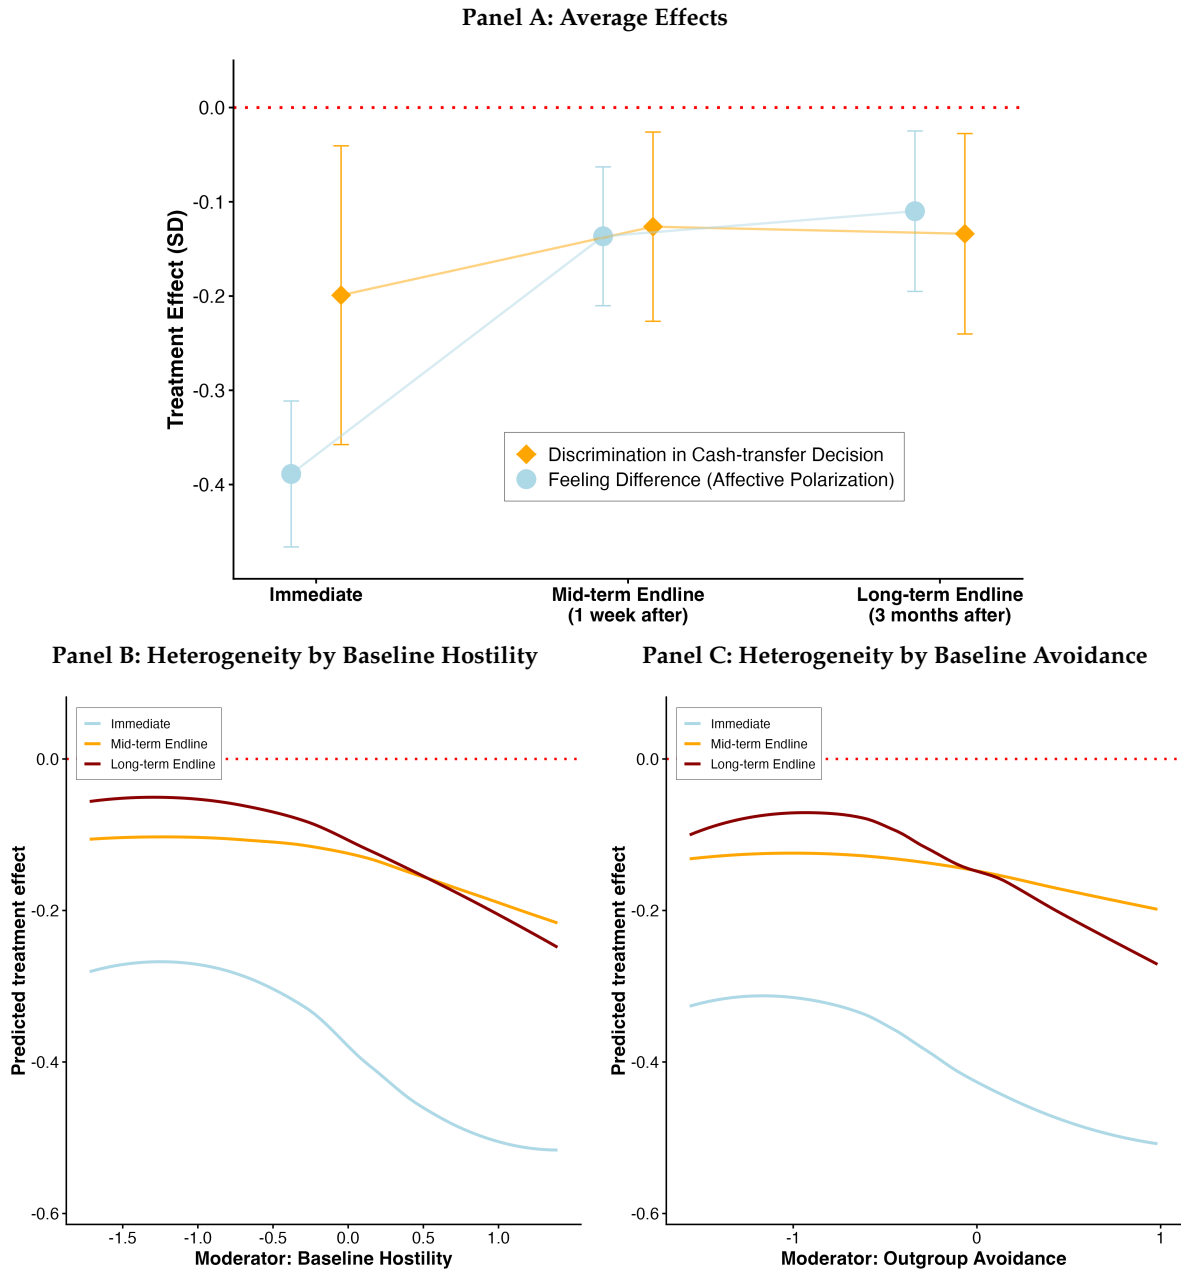 Panel A: Average Effects
0.0
-0.1
-0.2
-0.3
-0.4
Treatment Effect (SD)
Discrimination in Cash-transfer Decision
Feeling Difference (Affective Polarization)
Immediate
Mid-term Endline
(1 week after)
Long-term Endline
(3 months after)
Panel B: Heterogeneity by Baseline Hostility
Immediate
Mid-term Endline
Long-term Endline
0.0
-0.2
-0.4
-0.6
Predicted treatment effect
-1.5
-1.0
-0.5
0.0
0.5
1.0
Moderator: Baseline Hostility
Panel C: Heterogeneity by Baseline Avoidance
Immediate
Mid-term Endline
Long-term Endline
0.0
-0.2
-0.4
-0.6
Predicted treatment effect
-1
0
1
Moderator: Outgroup Avoidance